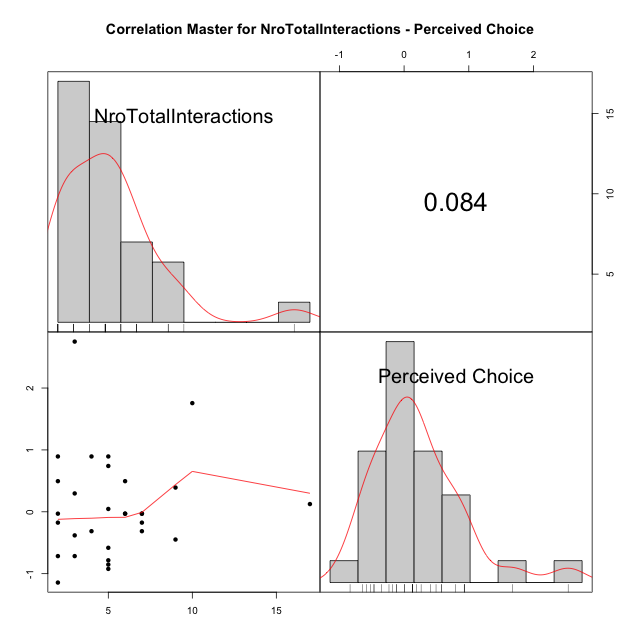 Correlation Master for NroTotalInteractions - Perceived Choice
-1 0 1 2
NroTotalInteractions
0.084
15
10
5
Perceived Choice
2
1
0
-1
5 10 15